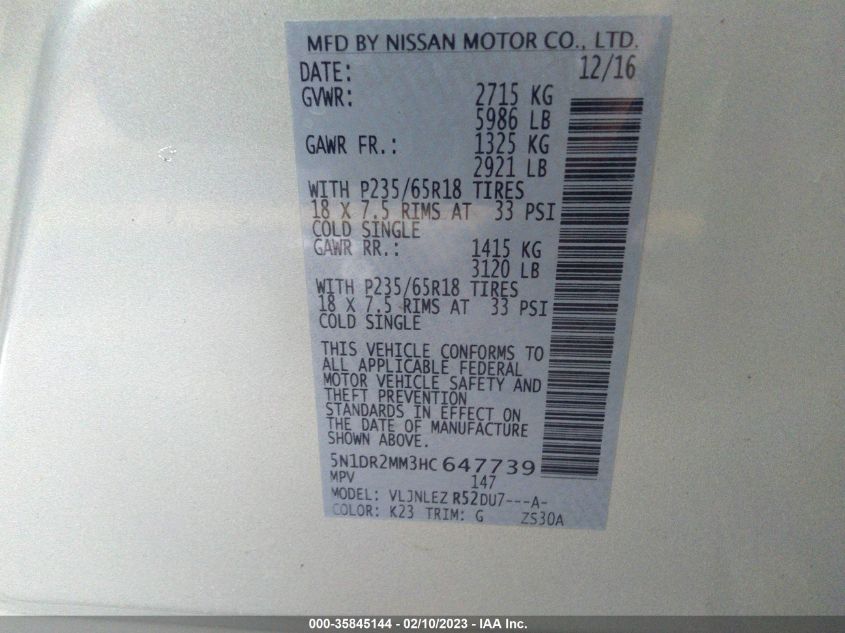 MFD BY NISSAN MOTOR CO., LTD.
DATE: 12/16
GVWR: 2715 KG
5986 LB
GAWR FR.: 1325 KG
2921 LB
WITH P235/65R18 TIRES
18 X 7.5 RIMS AT 33 PSI
COLD SINGLE
GAWR RR.: 1415 KG
3120 LB
WITH P235/65R18 TIRES
18 X 7.5 RIMS AT 33 PSI
COLD SINGLE
THIS VEHICLE CONFORMS TO
ALL APPLICABLE FEDERAL
MOTOR VEHICLE SAFETY AND
THEFT PREVENTION
STANDARDS IN EFFECT ON
THE DATE OF MANUFACTURE
SHOWN ABOVE.
5N1DR2MM3HC647739
MPV 147
MODEL: VLJNLEZ R52DU7---A-
COLOR: K23 TRIM: G ZS30A
000-35845144 - 02/10/2023 - IAA Inc.